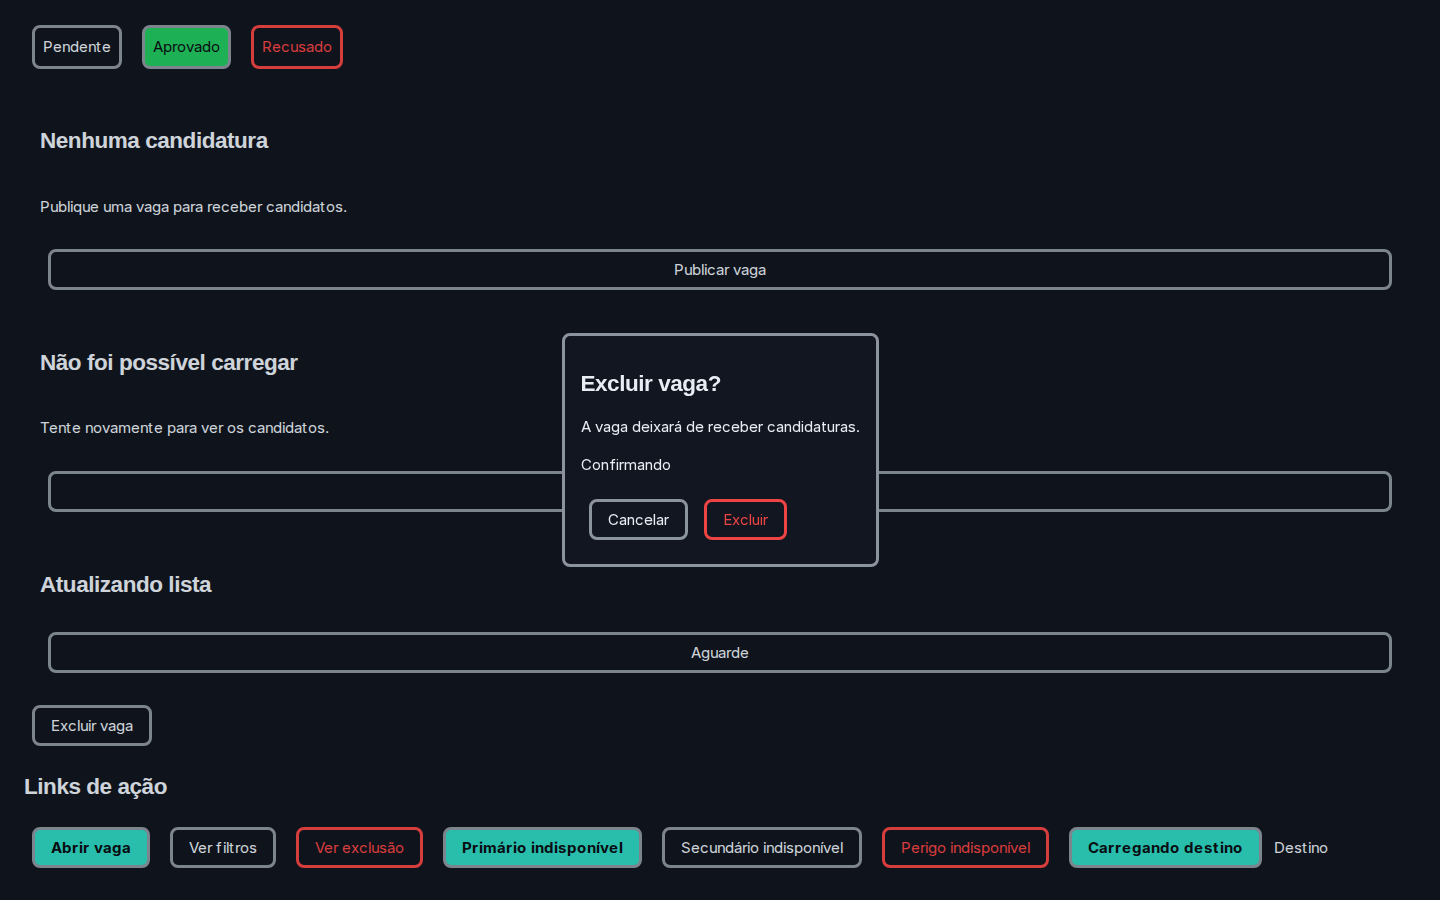 Pendente Aprovado Recusado
Nenhuma candidatura
Publique uma vaga para receber candidatos.
Publicar vaga
Não foi possível carregar
Tente novamente para ver os candidatos.
Excluir vaga?
A vaga deixará de receber candidaturas.
Confirmando
Cancelar Excluir
Atualizando lista
Aguarde
Excluir vaga
Links de ação
Abrir vaga Ver filtros Ver exclusão Primário indisponível Secundário indisponível Perigo indisponível Carregando destino Destino